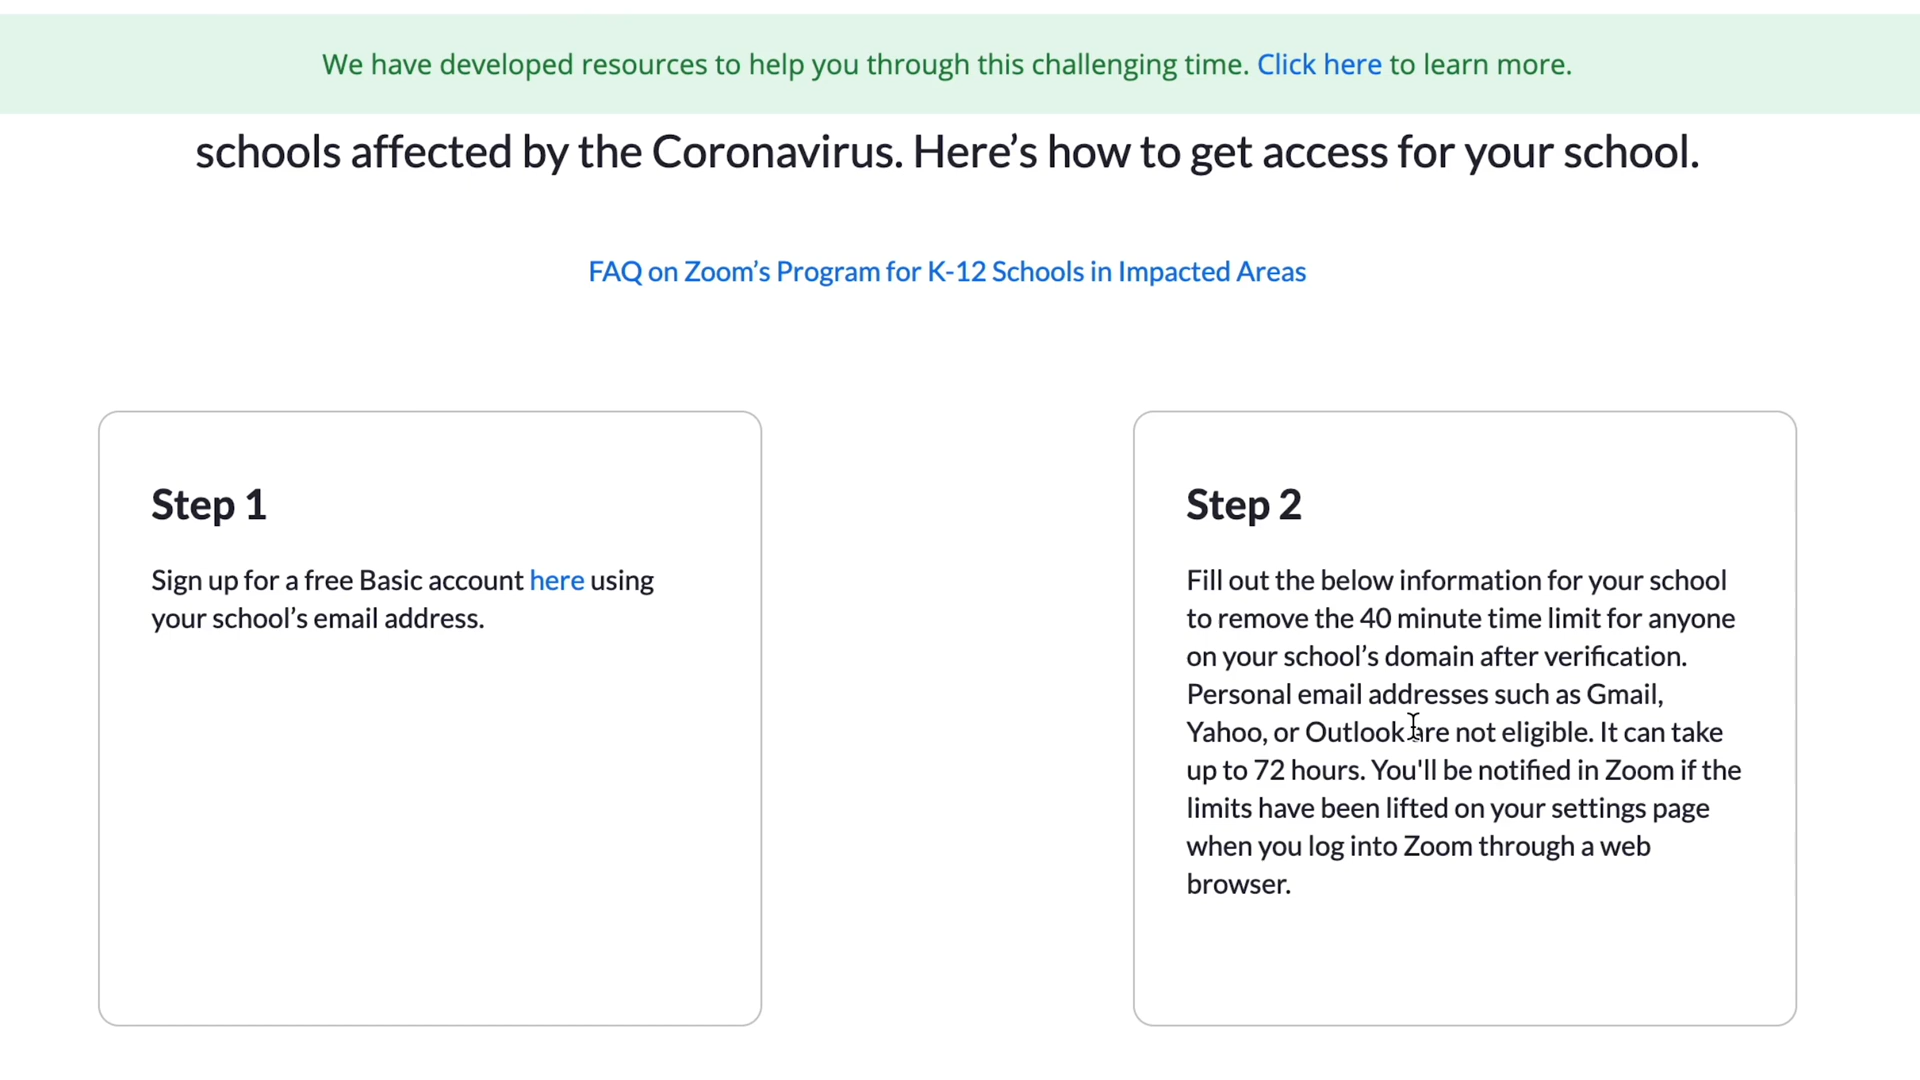 We have developed resources to help you through this challenging time. Click here to learn more.
schools affected by the Coronavirus. Here’s how to get access for your school.
FAQ on Zoom’s Program for K-12 Schools in Impacted Areas
Step 1
Sign up for a free Basic account here using
your school’s email address.
Step 2
Fill out the below information for your school
to remove the 40 minute time limit for anyone
on your school’s domain after verification.
Personal email addresses such as Gmail,
Yahoo, or Outlook are not eligible. It can take
up to 72 hours. You'll be notified in Zoom if the
limits have been lifted on your settings page
when you log into Zoom through a web
browser.